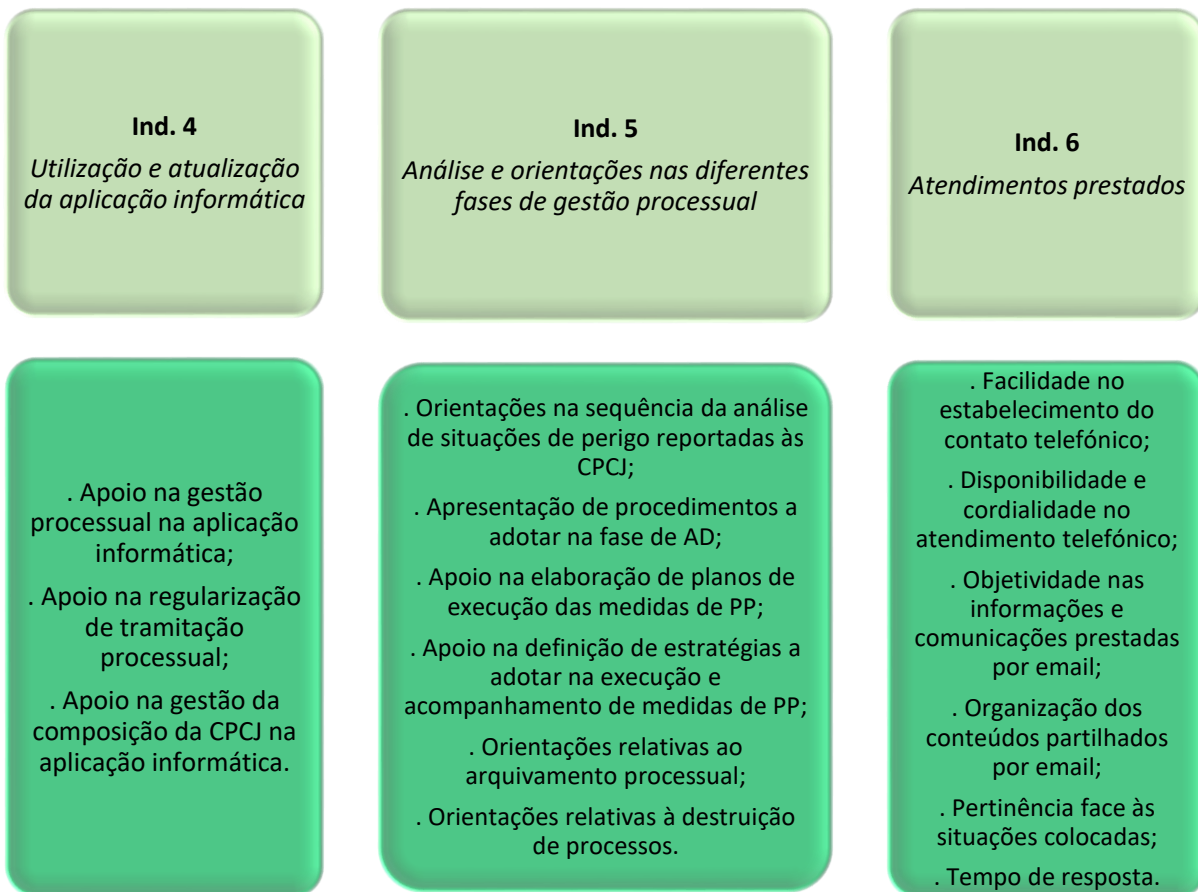 Ind. 4
Utilização e atualização
da aplicação informática
Ind. 5
Análise e orientações nas diferentes
fases de gestão processual
Ind. 6
Atendimentos prestados
. Apoio na gestão
processual na aplicação
informática;
. Apoio na regularização
de tramitação
processual;
. Apoio na gestão da
composição da CPCJ na
aplicação informática.
. Orientações na sequência da análise
de situações de perigo reportadas às
CPCJ;
. Apresentação de procedimentos a
adotar na fase de AD;
. Apoio na elaboração de planos de
execução das medidas de PP;
. Apoio na definição de estratégias a
adotar na execução e
acompanhamento de medidas de PP;
. Orientações relativas ao
arquivamento processual;
. Orientações relativas à destruição
de processos.
. Facilidade no
estabelecimento do
contato telefónico;
. Disponibilidade e
cordialidade no
atendimento telefónico;
. Objetividade nas
informações e
comunicações prestadas
por email;
. Organização dos
conteúdos partilhados
por email;
. Pertinência face às
situações colocadas;
. Tempo de resposta.